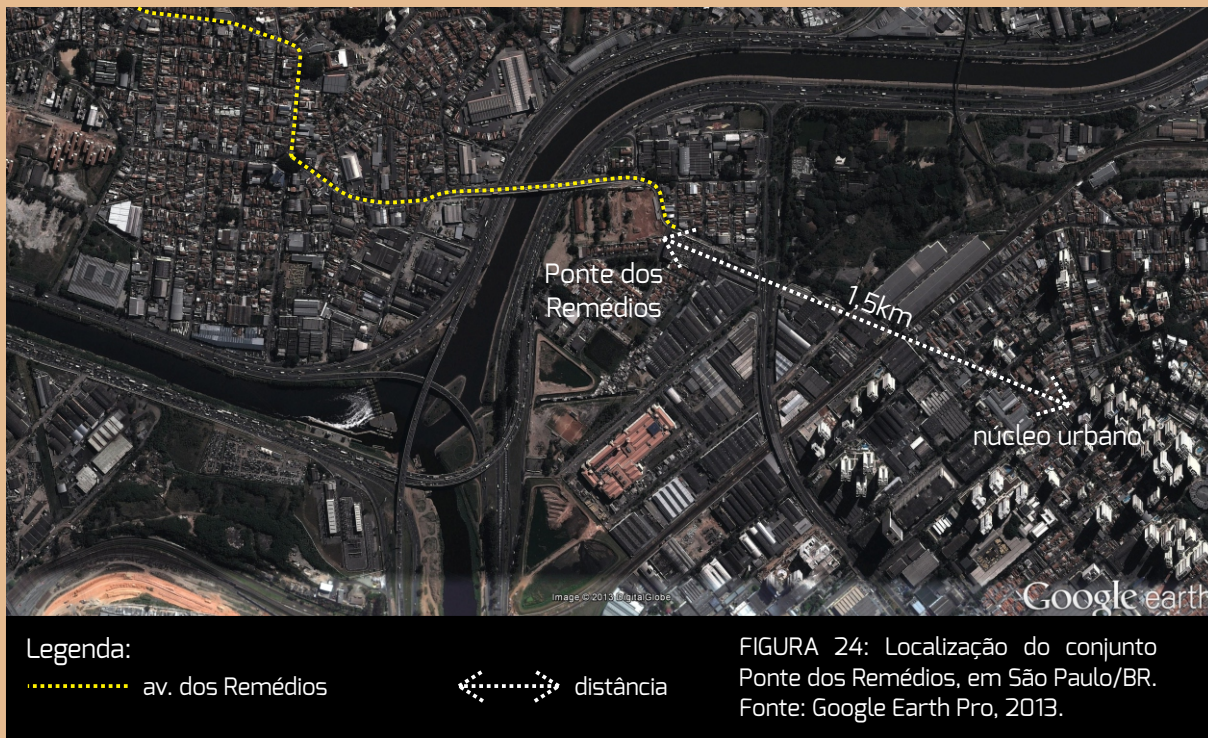 Ponte dos
Remédios
1,5km
núcleo urbano
Image © 2013 DigitalGlobe
Google earth
Legenda:
av. dos Remédios
distância
FIGURA 24: Localização do conjunto
Ponte dos Remédios, em São Paulo/BR.
Fonte: Google Earth Pro, 2013.